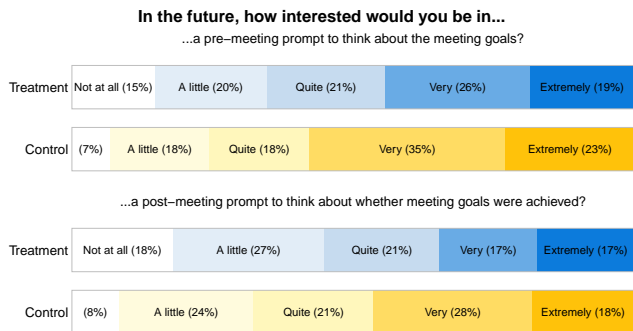 In the future, how interested would you be in...
...a pre−meeting prompt to think about the meeting goals?
Treatment Not at all (15%) A little (20%) Quite (21%) Very (26%) Extremely (19%)
Control (7%) A little (18%) Quite (18%) Very (35%) Extremely (23%)
...a post−meeting prompt to think about whether meeting goals were achieved?
Treatment Not at all (18%) A little (27%) Quite (21%) Very (17%) Extremely (17%)
Control (8%) A little (24%) Quite (21%) Very (28%) Extremely (18%)